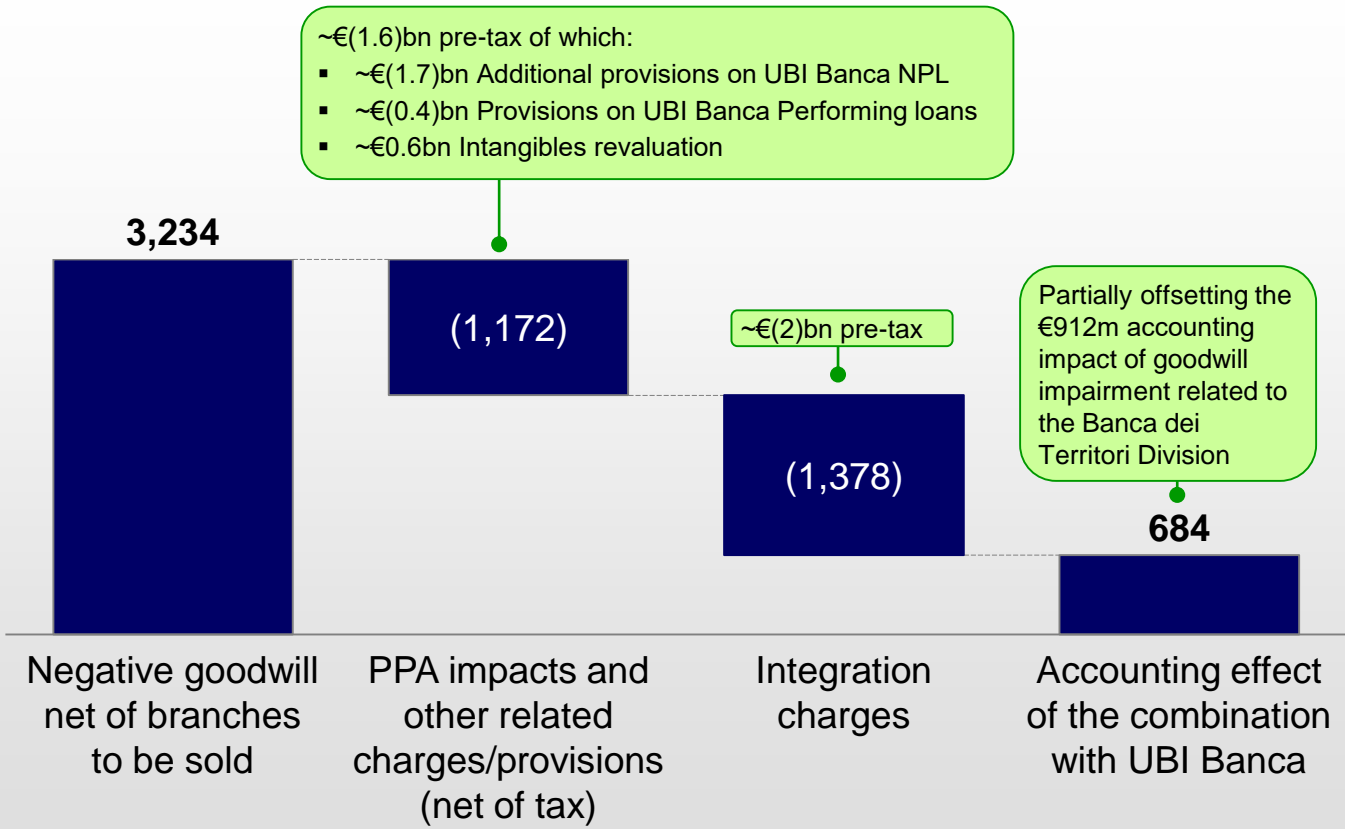 ~€(1.6)bn pre-tax of which:
▪ ~€(1.7)bn Additional provisions on UBI Banca NPL
▪ ~€(0.4)bn Provisions on UBI Banca Performing loans
▪ ~€0.6bn Intangibles revaluation
3,234
(1,172)
~€(2)bn pre-tax
(1,378)
Partially offsetting the
€912m accounting
impact of goodwill
impairment related to
the Banca dei
Territori Division
684
Negative goodwill
net of branches
to be sold
PPA impacts and
other related
charges/provisions
(net of tax)
Integration
charges
Accounting effect
of the combination
with UBI Banca